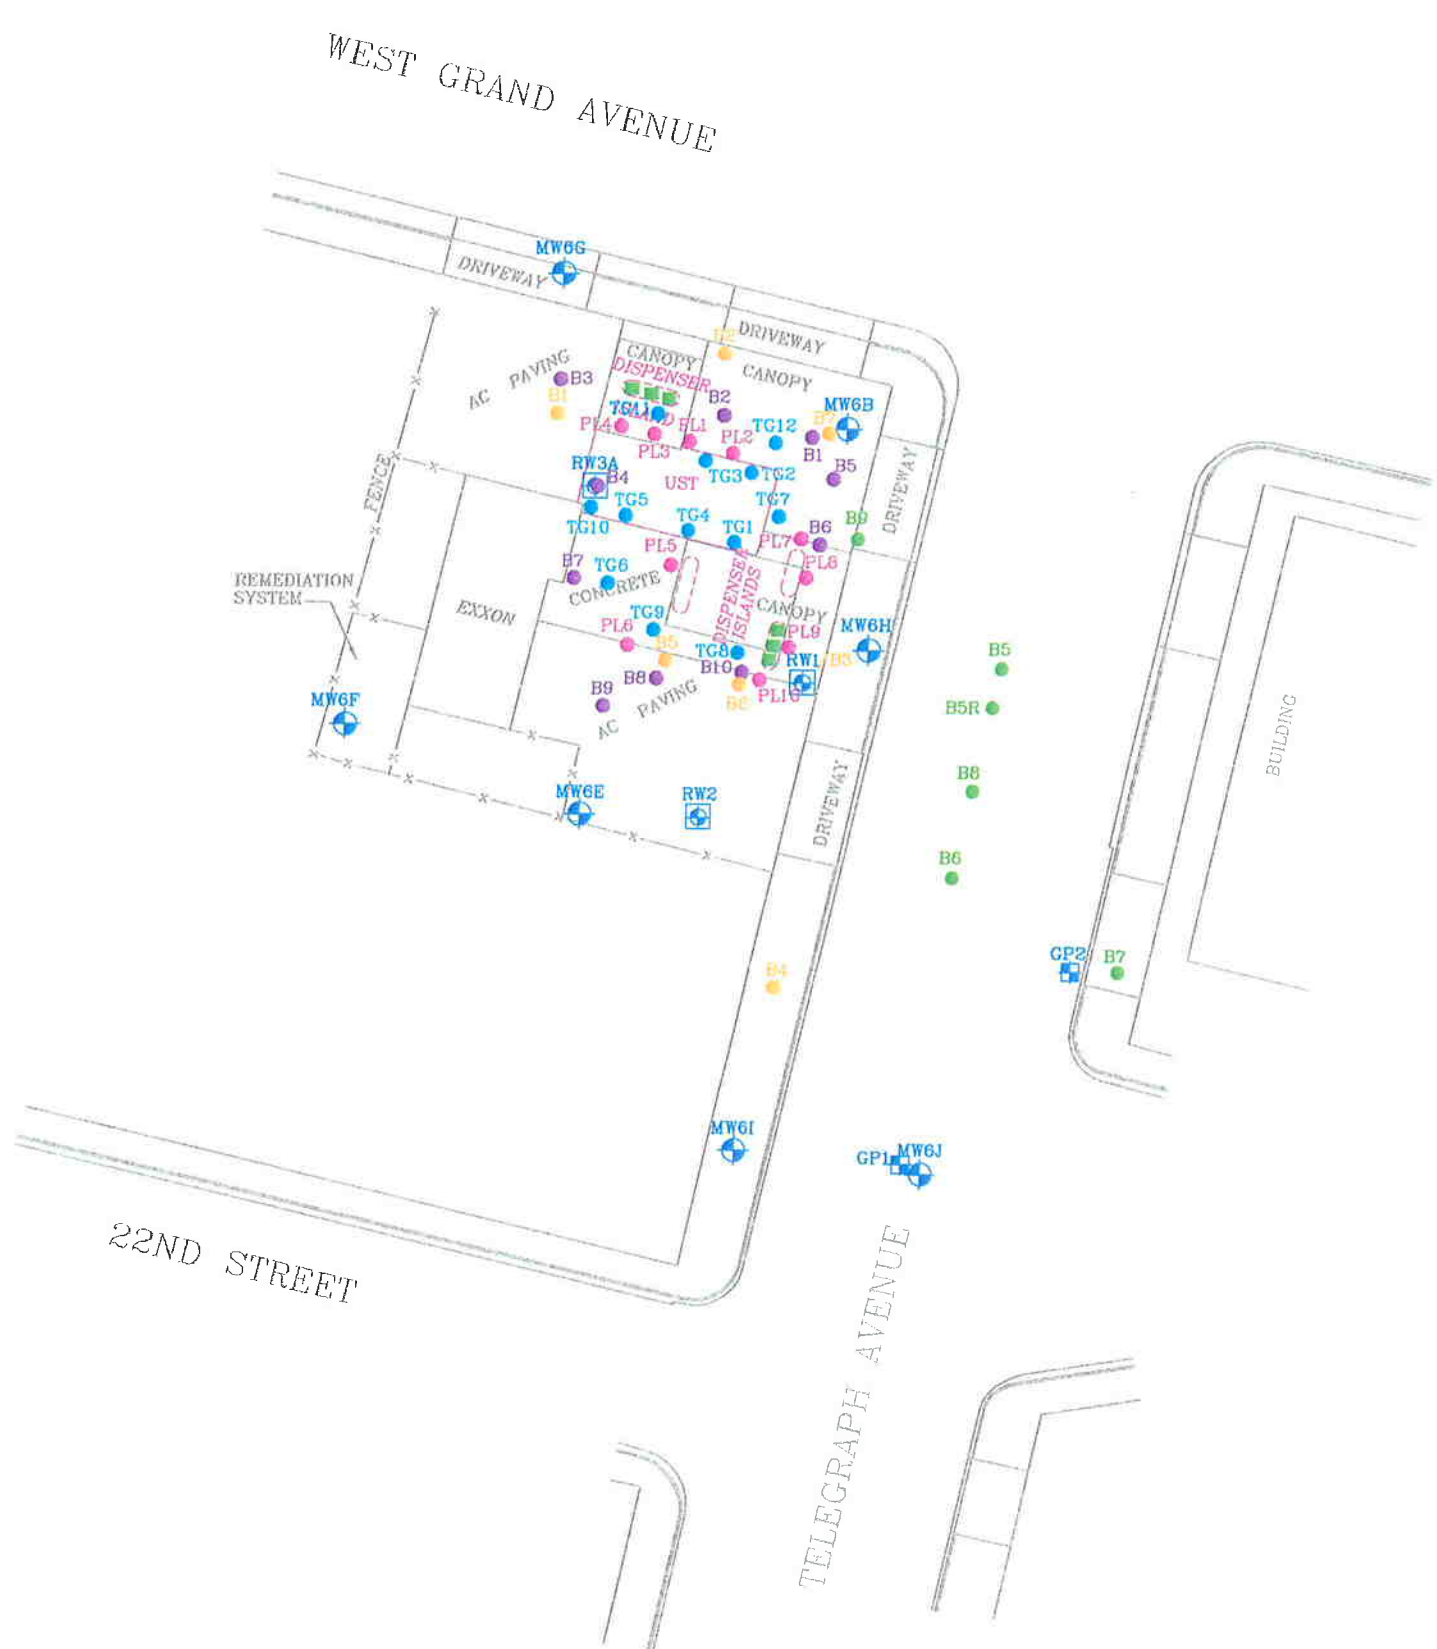 WEST GRAND AVENUE
MW6G
DRIVEWAY
DRIVEWAY
CANOPY
CANOPY
AC PAVING
B3
B1
DISPENSER
ISLAND
TG11
B2
MW6B
B7
PL4
PL3
PL1
PL2
TG12
B1
B5
RW3A
B4
UST
TG3
TG2
FENCE
DRIVEWAY
TG10
TG5
TG4
TG1
TG7
PL7
B6
B9
B7
TG6
PL5
PL8
CONCRETE
DISPENSER
ISLANDS
CANOPY
REMEDIATION
SYSTEM
EXXON
TG9
PL6
B5
TG8
PL9
MW6H
B3
RW1
B10
B8
B9
B6
PL10
AC PAVING
B5
B5R
MW6F
BUILDING
B8
DRIVEWAY
MW6E
RW2
B6
B4
GP2
B7
MW6I
GP1
MW6J
22ND STREET
TELEGRAPH AVENUE